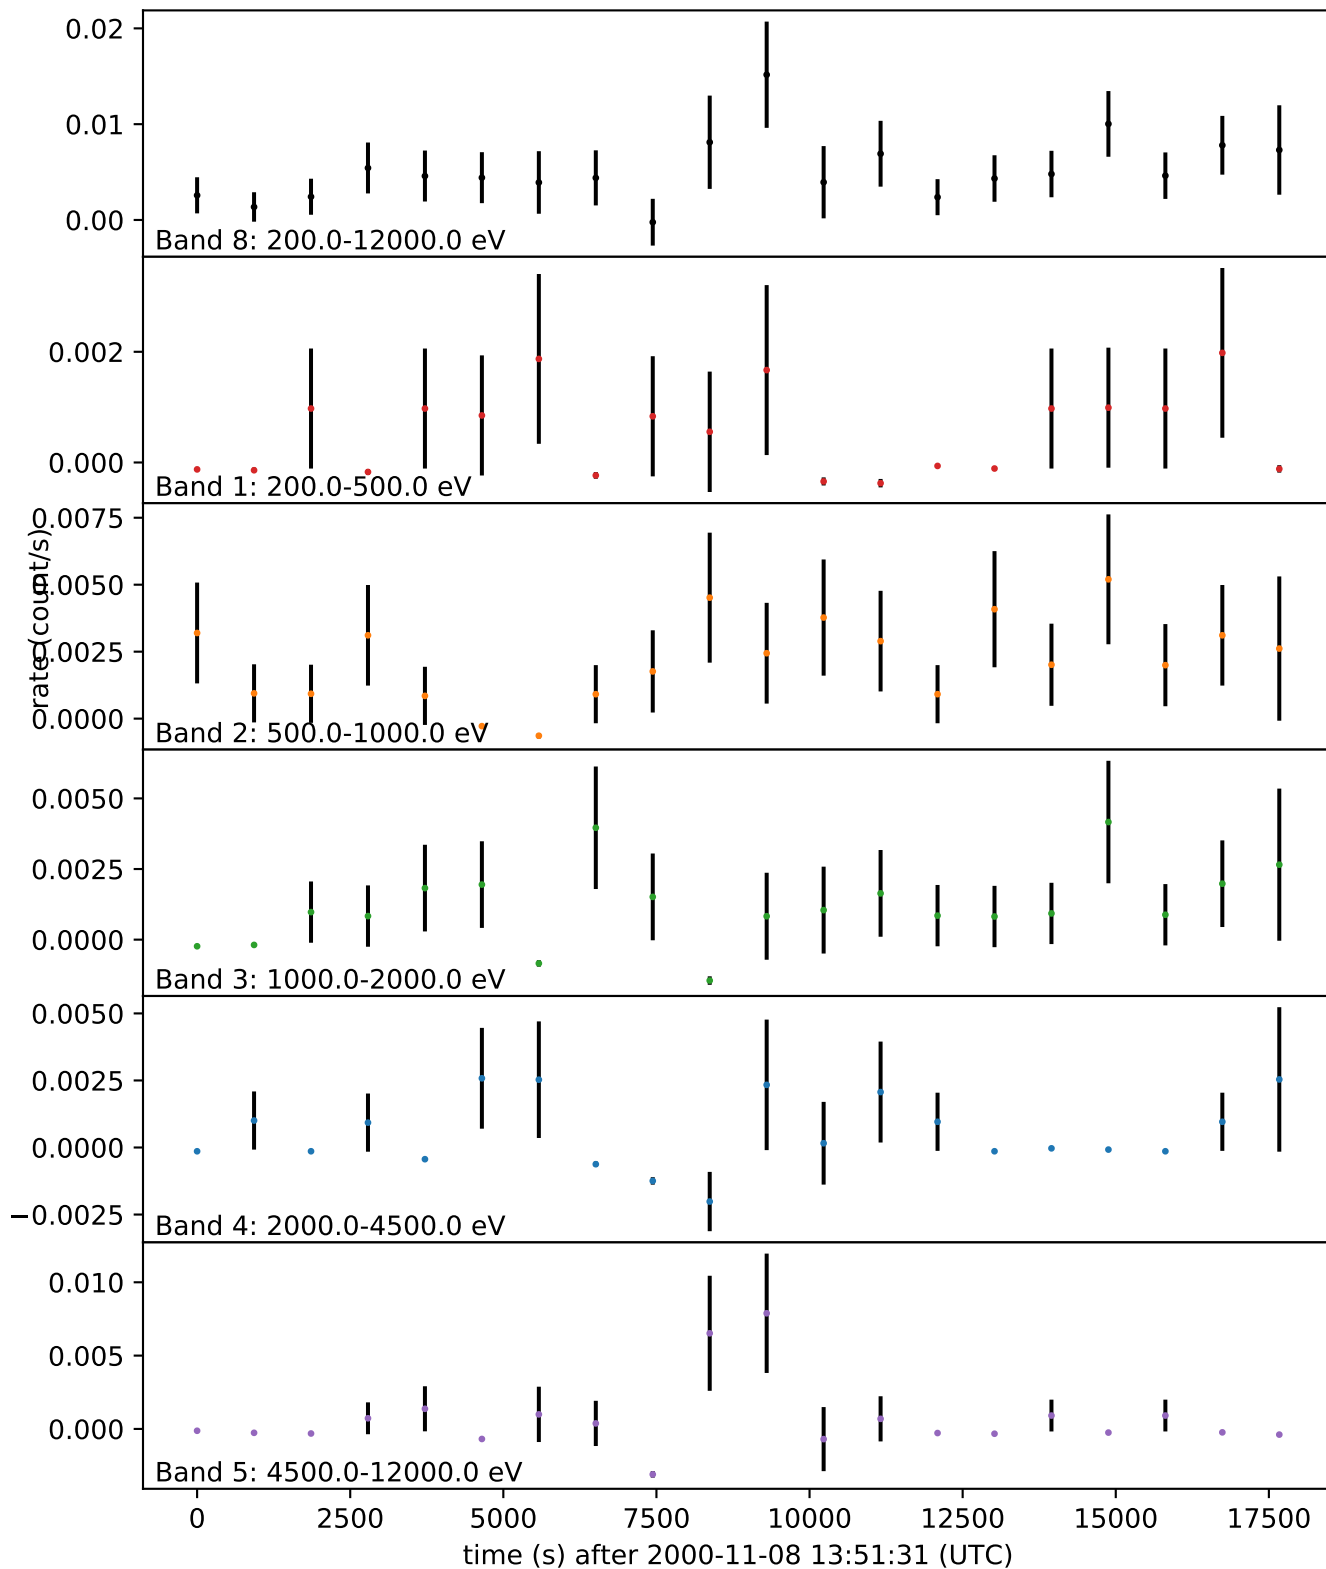 0.02
0.01
0.00
Band 8: 200.0-12000.0 eV
0.002
0.000
Band 1: 200.0-500.0 eV
rate (count/s)
0.0075
0.0050
0.0025
0.0000
Band 2: 500.0-1000.0 eV
0.0050
0.0025
0.0000
Band 3: 1000.0-2000.0 eV
0.0050
0.0025
0.0000
−0.0025
Band 4: 2000.0-4500.0 eV
0.010
0.005
0.000
Band 5: 4500.0-12000.0 eV
0 2500 5000 7500 10000 12500 15000 17500
time (s) after 2000-11-08 13:51:31 (UTC)